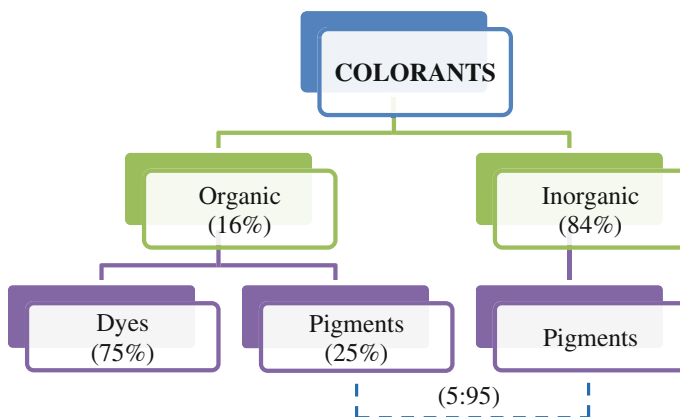 COLORANTS
Organic
(16%)
Inorganic
(84%)
Dyes
(75%)
Pigments
(25%)
Pigments
(5:95)